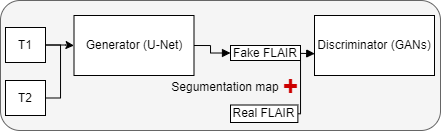 T1
Generator (U-Net)
Fake FLAIR
Discriminator (GANs)
Segumentation map
T2
Real FLAIR